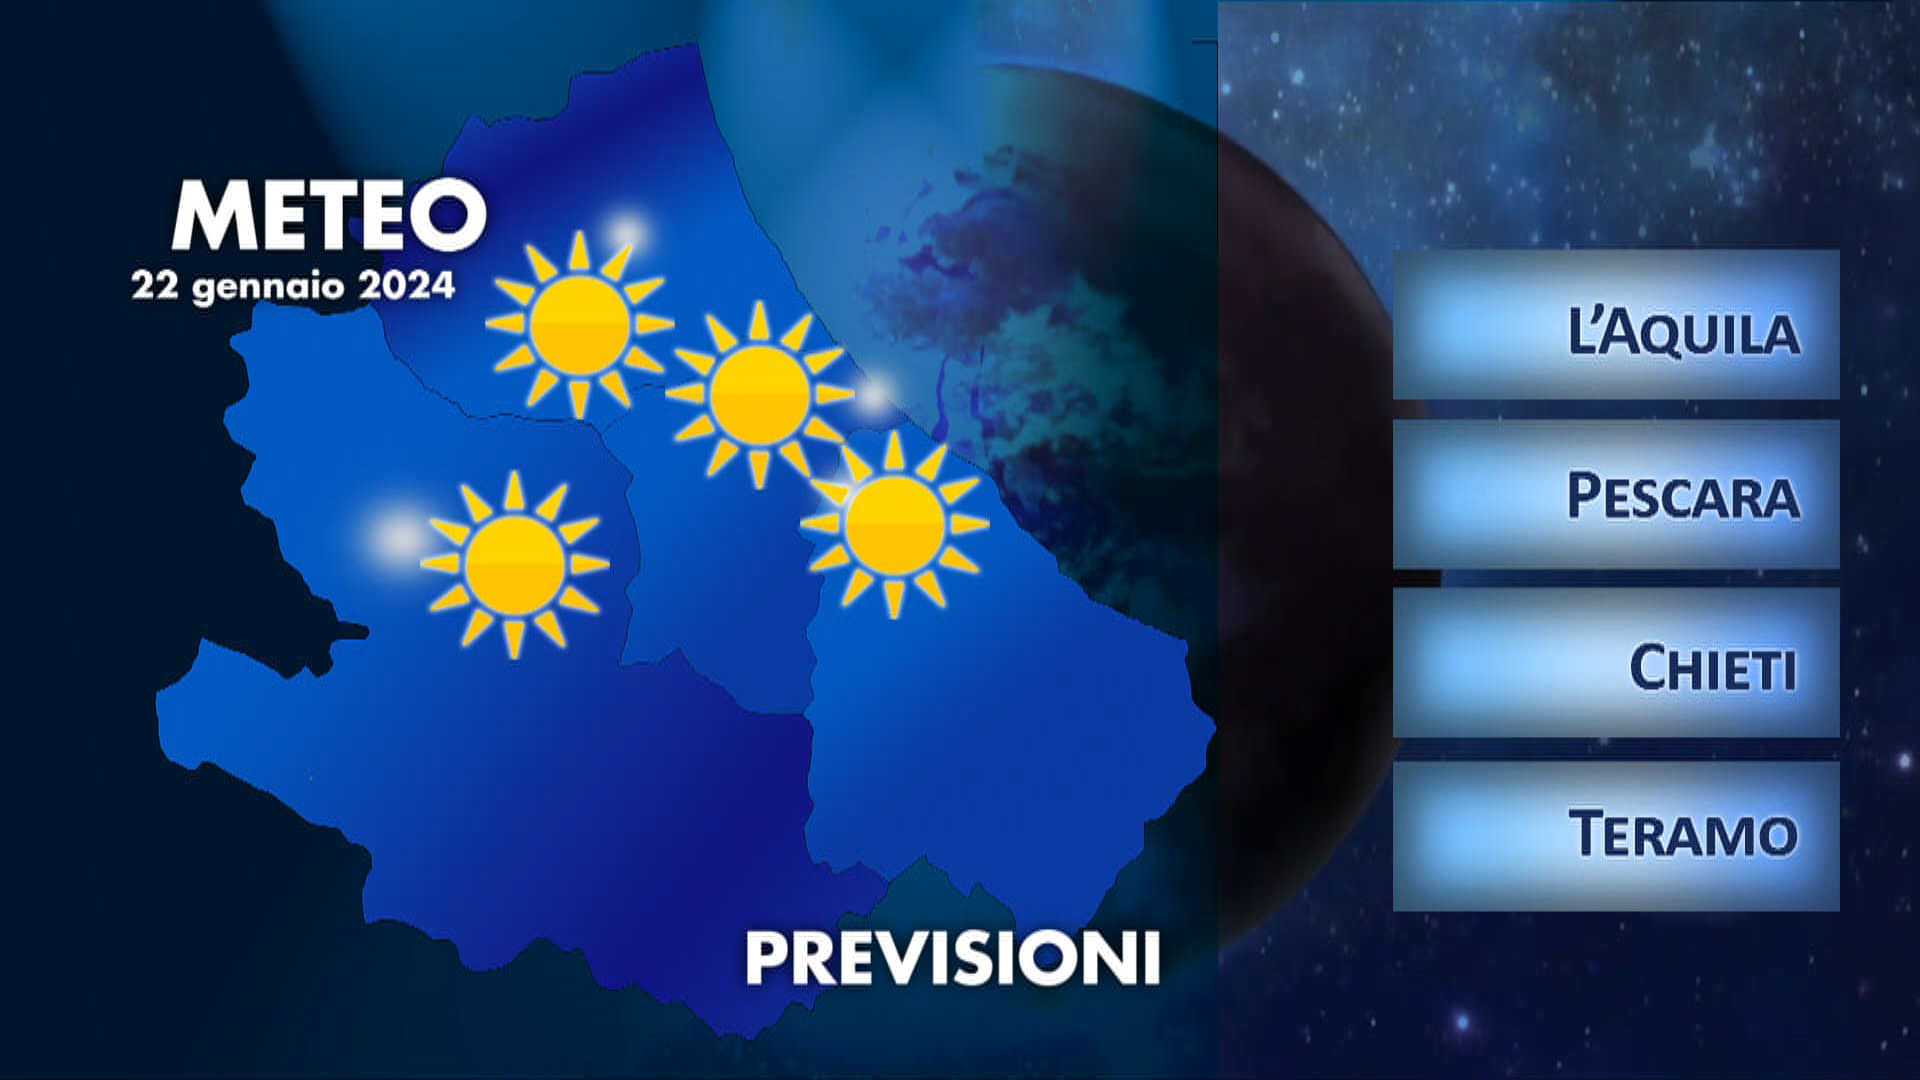 METEO
22 gennaio 2024
L'AQUILA
PESCARA
CHIETI
TERAMO
PREVISIONI